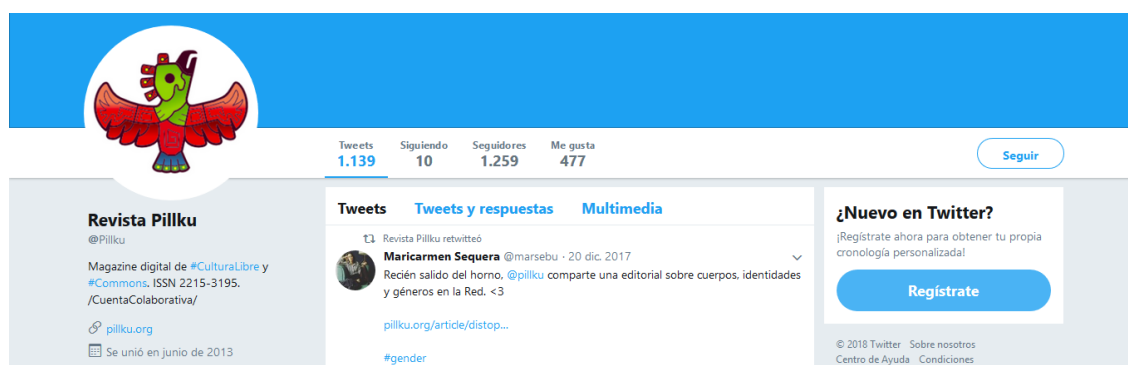 Tweets Siguiendo Seguidores Me gusta
1.139 10 1.259 477
Seguir
Revista Pillku
@Pillku
Magazine digital de #CulturaLibre y
#Commons. ISSN 2215-3195.
/CuentaColaborativa/
pillku.org
Se unió en junio de 2013
Tweets Tweets y respuestas Multimedia
Revista Pillku retwitteó
Maricarmen Sequera @marsebu · 20 dic. 2017
Recién salido del horno, @pillku comparte una editorial sobre cuerpos, identidades
y géneros en la Red. <3
pillku.org/article/distop...
#gender
¿Nuevo en Twitter?
¡Regístrate ahora para obtener tu propia
cronología personalizada!
Regístrate
© 2018 Twitter Sobre nosotros
Centro de Ayuda Condiciones